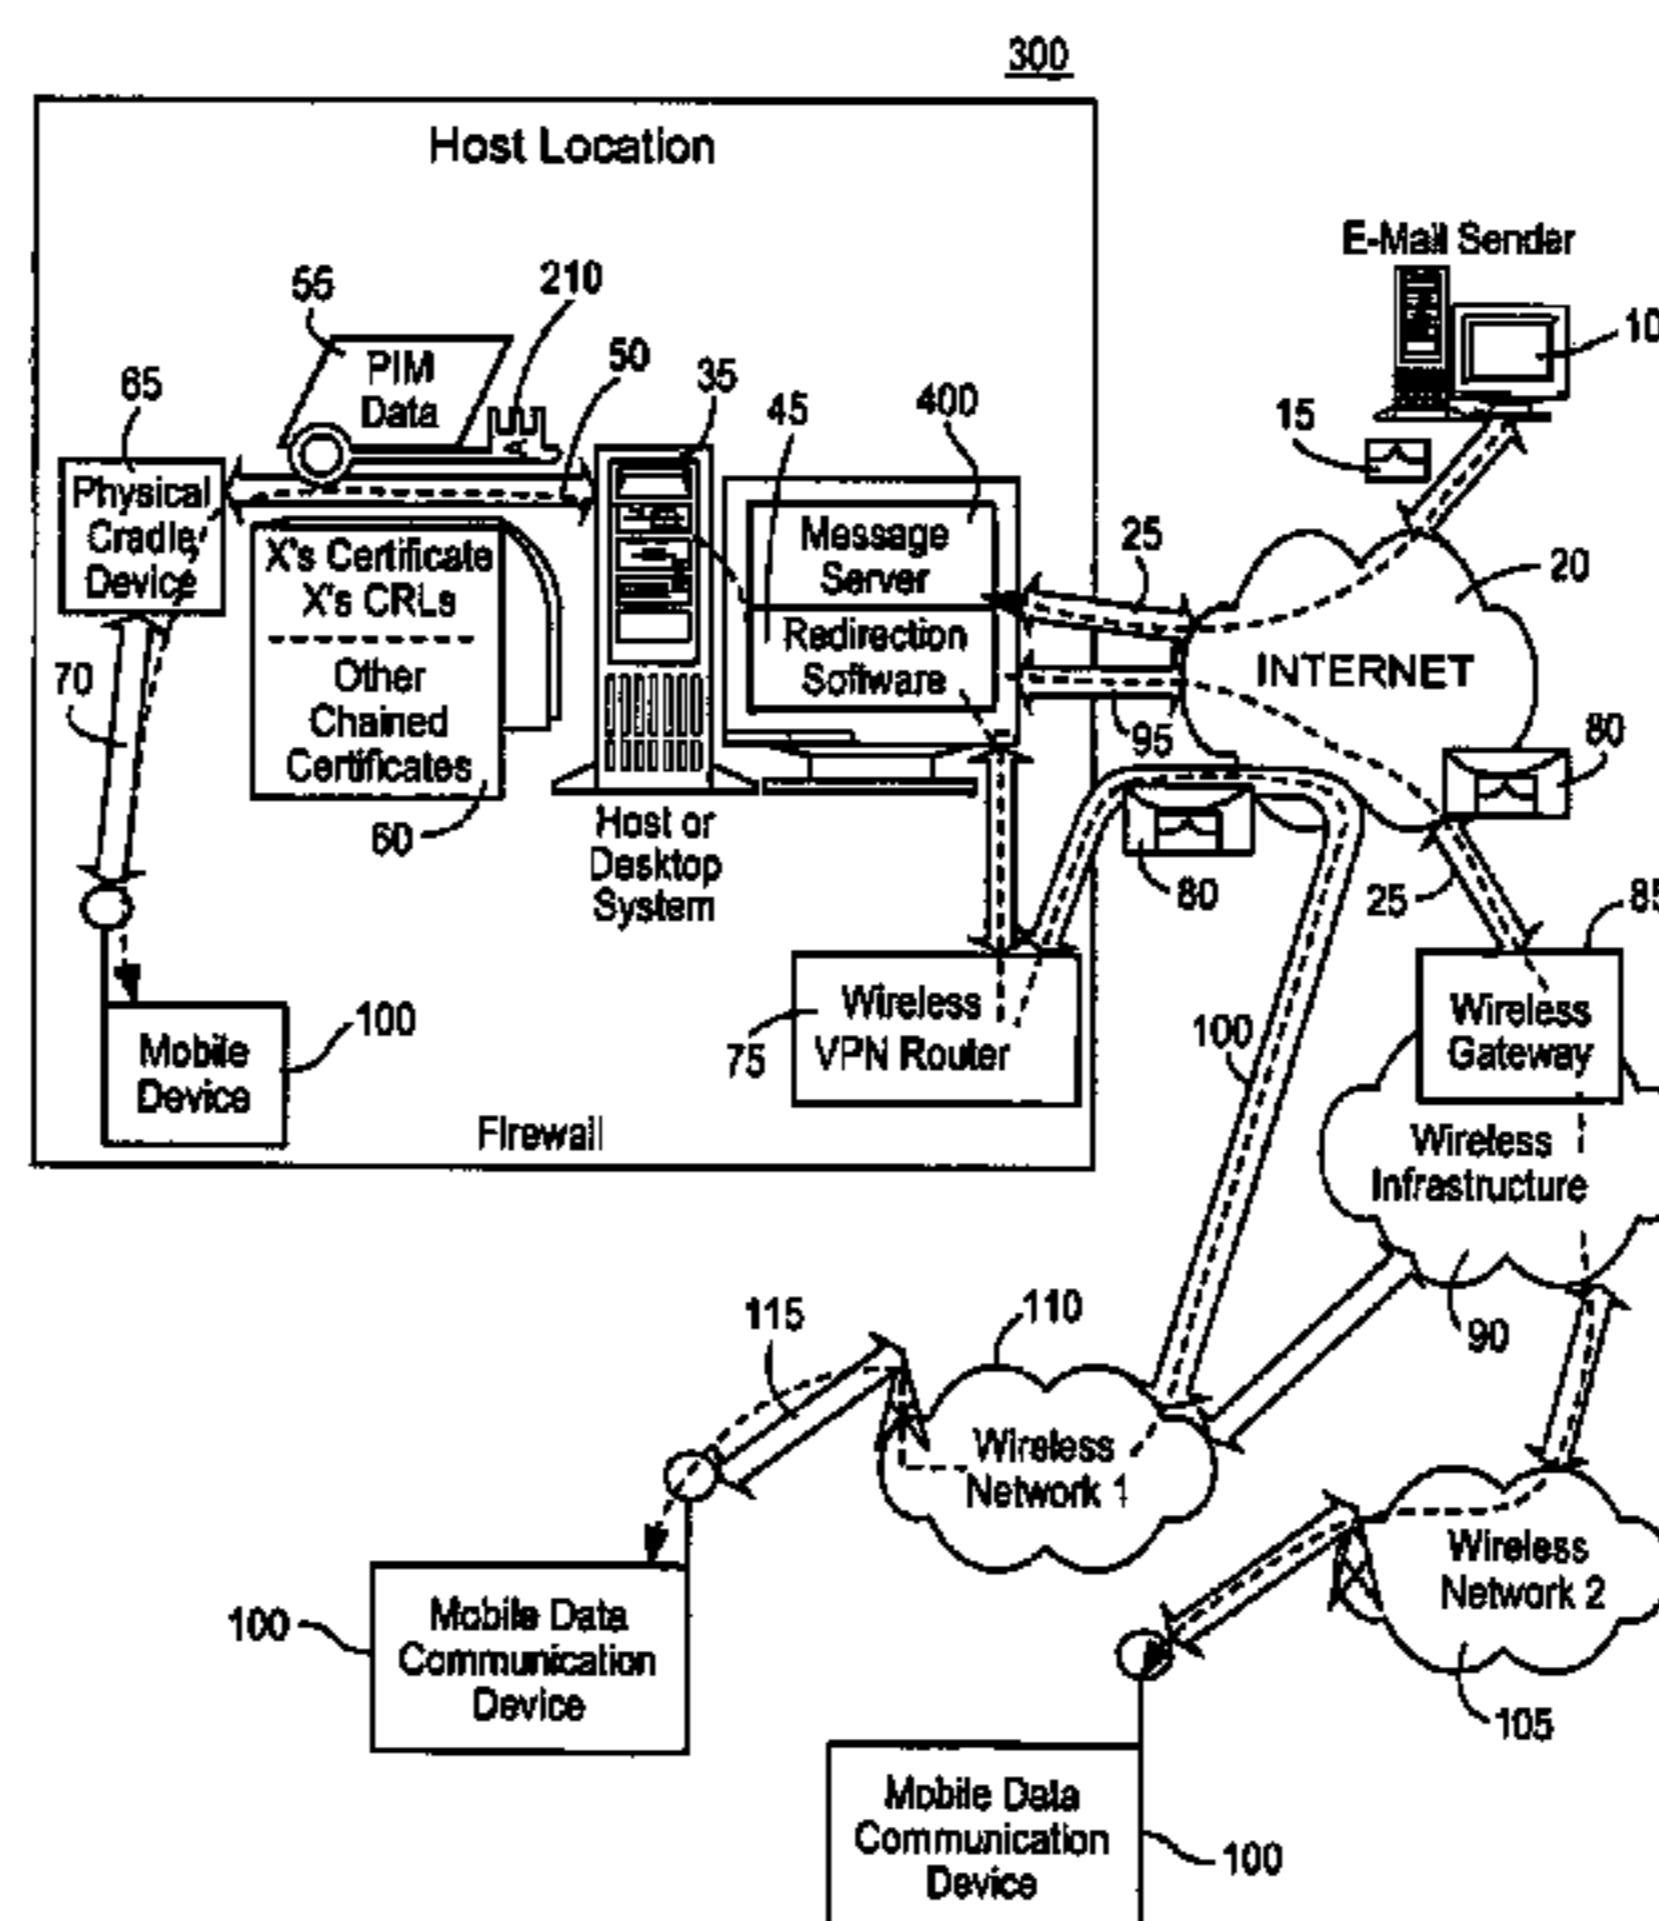 300
Host Location
E-Mail Sender
10
15
55
210
PIM
Data
50
35
65
45
400
Physical
Cradle
Device
X's Certificate
X's CRLs
Other
Chained
Certificates
60
Message
Server
Redirection
Software
25
20
INTERNET
95
80
70
Host or
Desktop
System
80
25
85
Wireless
VPN Router
75
100
Wireless
Gateway
Mobile
Device
100
Firewall
Wireless
Infrastructure
90
115
110
Wireless
Network 1
Wireless
Network 2
105
100
Mobile Data
Communication
Device
Mobile Data
Communication
Device
100